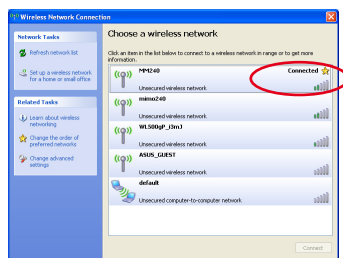 Wireless Network Connection
Network Tasks
Refresh network list
Set up a wireless network
for a home or small office
Related Tasks
Learn about wireless
networking
Change the order of
preferred networks
Change advanced
settings
Choose a wireless network
Click an item in the list below to connect to a wireless network in range or to get more
information.
MM240
Connected
Unsecured wireless network
mimo240
Unsecured wireless network
WL500gP_i3mJ
Unsecured wireless network
ASUS_GUEST
Unsecured wireless network
default
Unsecured computer-to-computer network
Connect